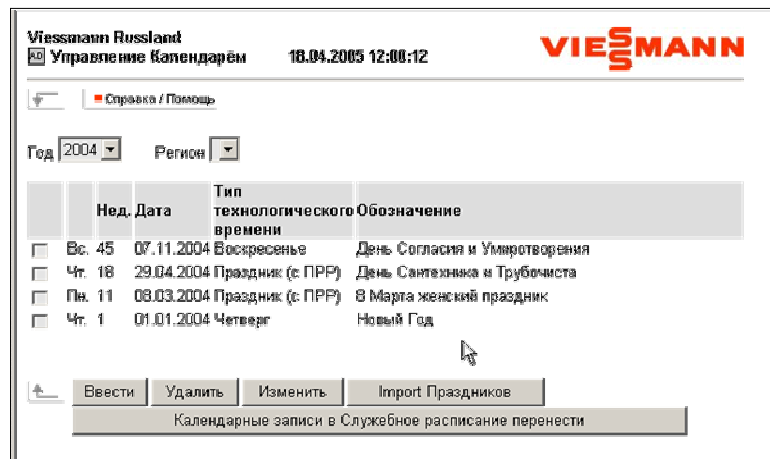 Viessmann Russland
AD Управление Календарём 18.04.2005 12:08:12
VIESSMANN
Справка / Помощь
Год 2004 Регион
Нед. Дата Тип технологического времени Обозначение
Вс. 45 07.11.2004 Воскресенье День Согласия и Умиротворения
Чт. 18 29.04.2004 Праздник (с ПРР) День Сантехника и Трубочиста
Пн. 11 08.03.2004 Праздник (с ПРР) 8 Марта женский праздник
Чт. 1 01.01.2004 Четверг Новый Год
Ввести Удалить Изменить Import Праздников
Календарные записи в Служебное расписание перенести